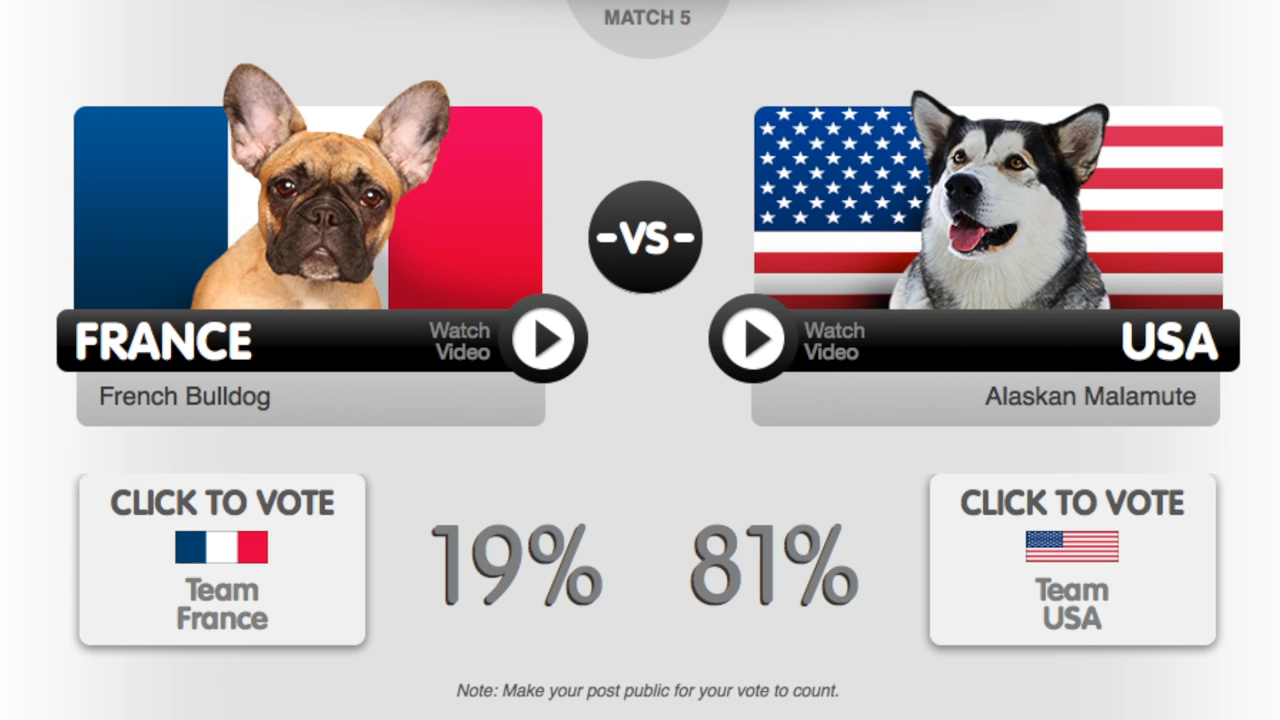 MATCH 5
-VS-
FRANCE
Watch
Video
Watch
Video
USA
French Bulldog
Alaskan Malamute
CLICK TO VOTE
Team
France
19%
81%
CLICK TO VOTE
Team
USA
Note: Make your post public for your vote to count.